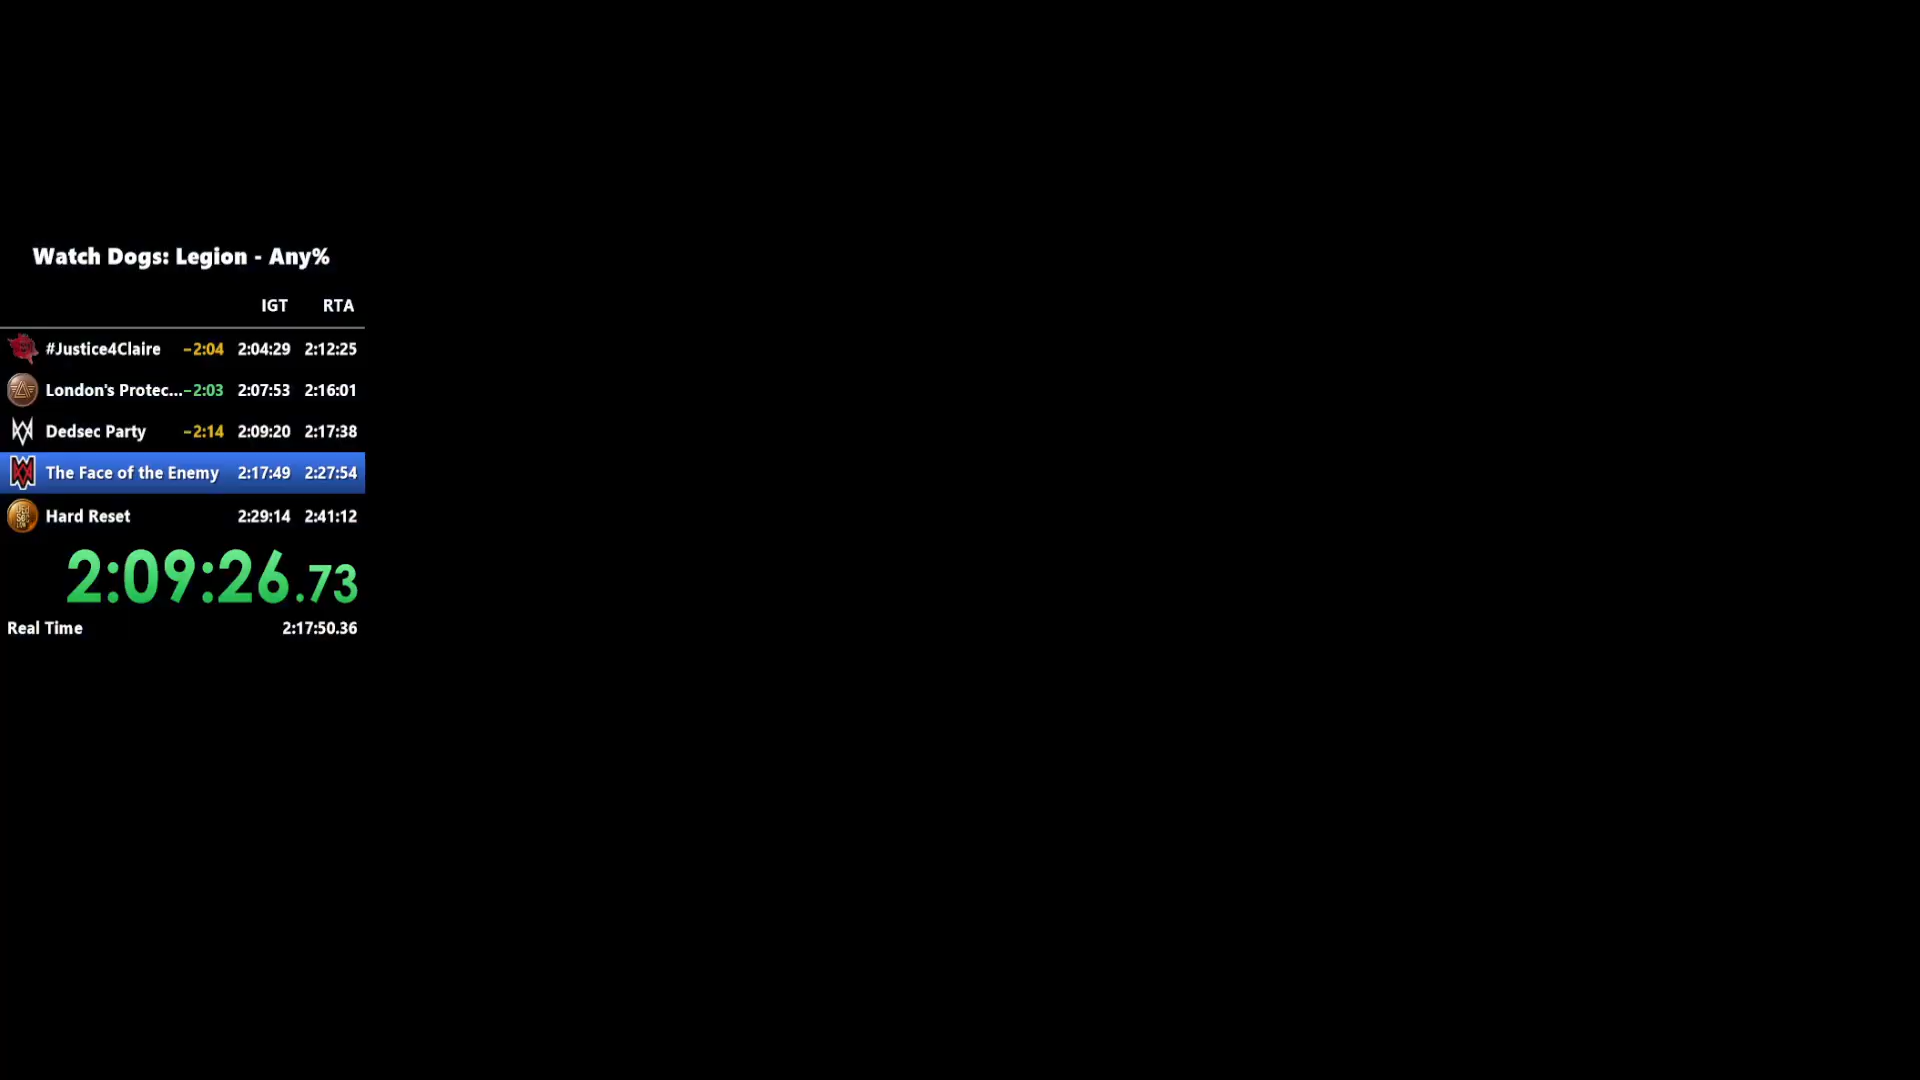 Watch Dogs: Legion - Any%
IGT RTA
#Justice4Claire -2:04 2:04:29 2:12:25
London's Protec... -2:03 2:07:53 2:16:01
Dedsec Party -2:14 2:09:20 2:17:38
The Face of the Enemy 2:17:49 2:27:54
Hard Reset 2:29:14 2:41:12
2:09:26.73
Real Time 2:17:50.36